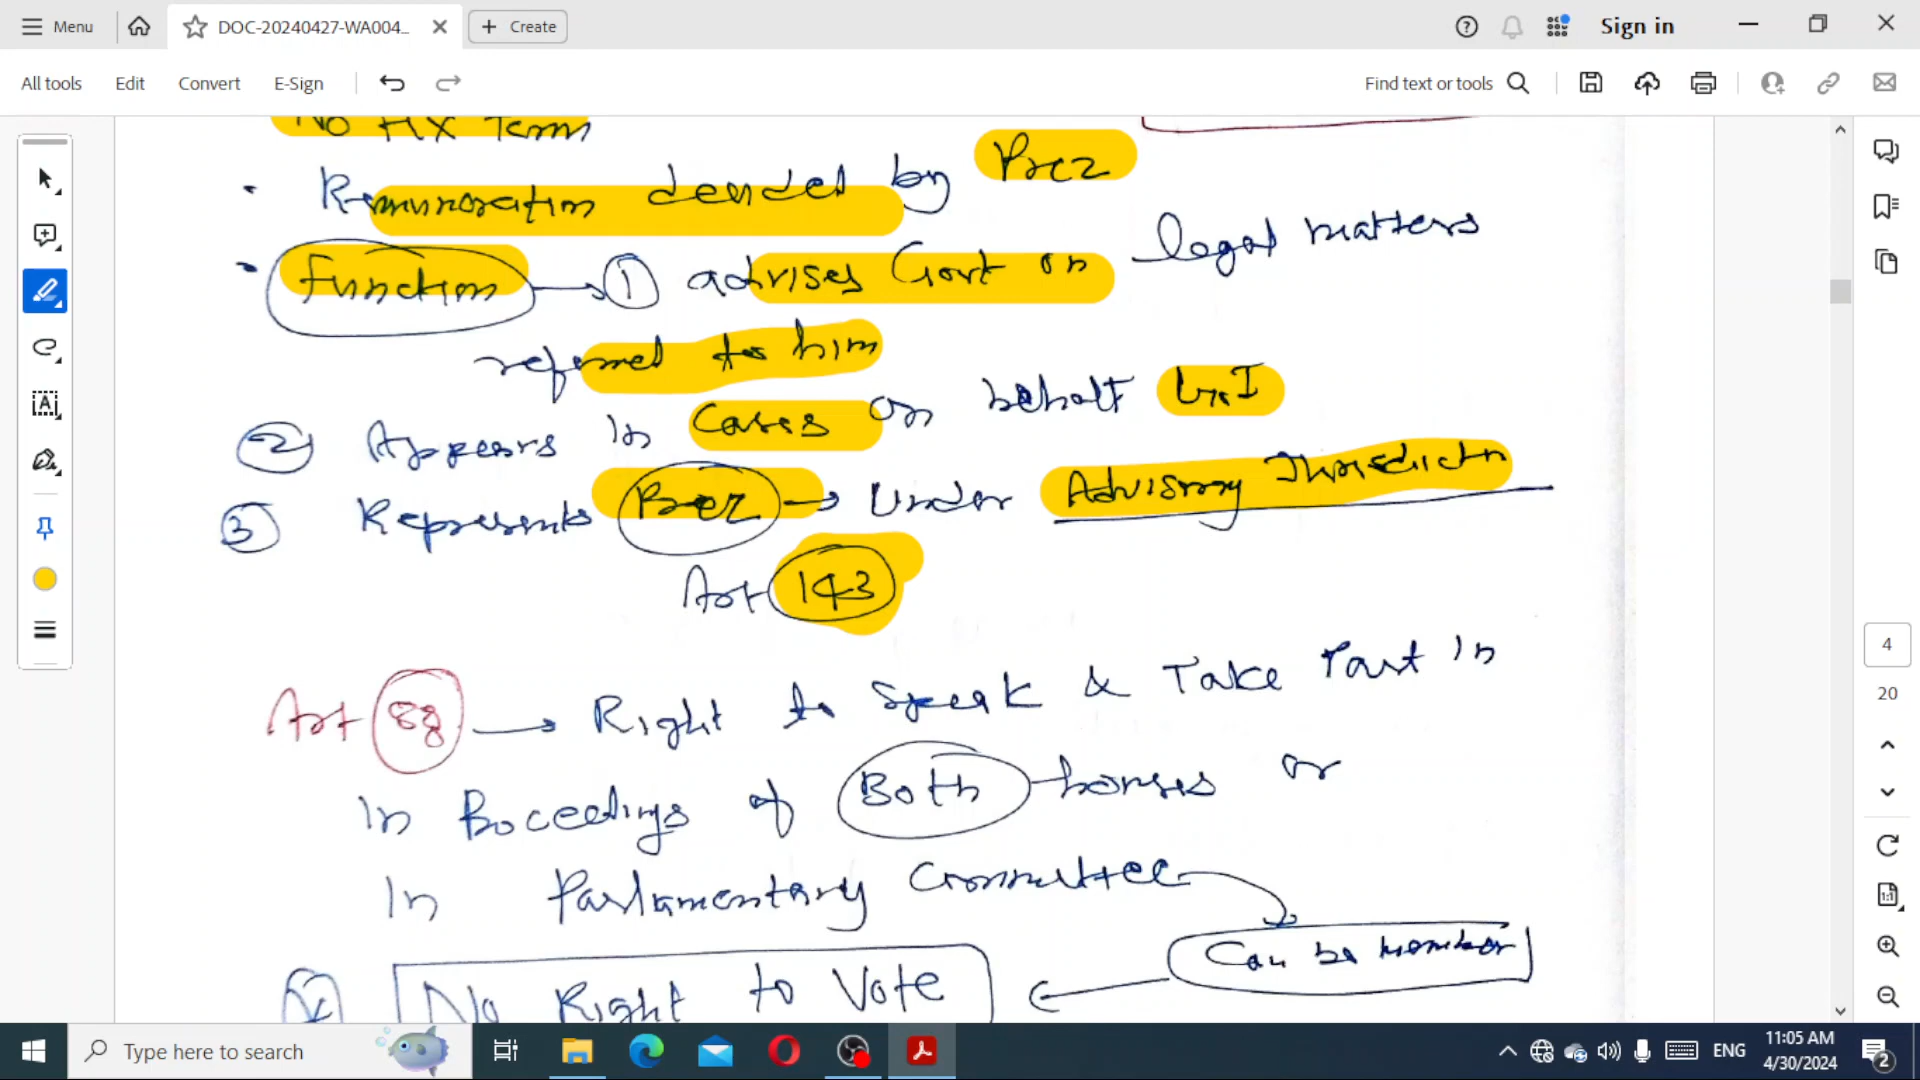 Menu
DOC-20240427-WA004...
Create
Sign in
All tools
Edit
Convert
E-Sign
Find text or tools
No FIX Term
• Remuneration decided by Prez
• Function → ① advises Govt on legal matters
referred to him
② Appears in Cases on behalf GoI
③ Represents Prez → Under Advisory Jurisdictn
Art 143
Art 88 → Right to Speak & Take Part in
in Proceedings of Both houses or
in Parliamentary Committee
Can be member
No Right to Vote
4
20
Type here to search
ENG
11:05 AM
4/30/2024
2